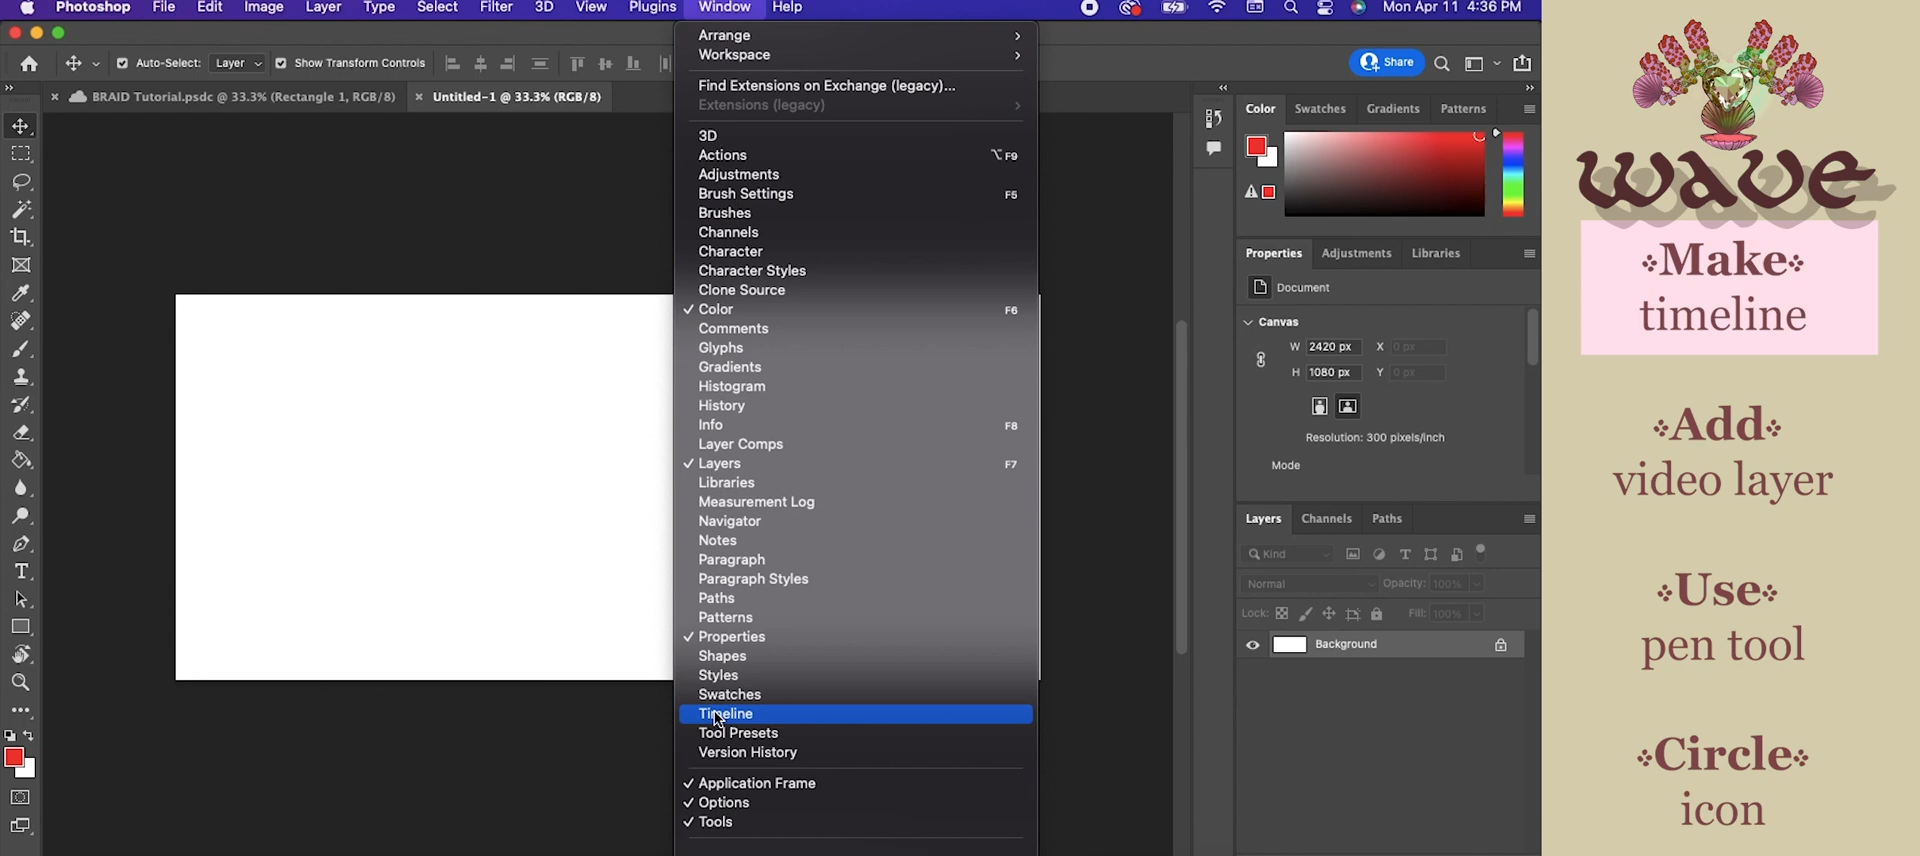 Photoshop File Edit Image Layer Type Select Filter 3D View Plugins Window Help Mon Apr 11 4:36 PM
Auto-Select: Layer Show Transform Controls Share
BRAID Tutorial.psdc @ 33.3% (Rectangle 1, RGB/8) Untitled-1 @ 33.3% (RGB/8)
Arrange
Workspace
Find Extensions on Exchange (legacy)...
Extensions (legacy)
3D
Actions ⌥F9
Adjustments
Brush Settings F5
Brushes
Channels
Character
Character Styles
Clone Source
✓ Color F6
Comments
Glyphs
Gradients
Histogram
History
Info F8
Layer Comps
✓ Layers F7
Libraries
Measurement Log
Navigator
Notes
Paragraph
Paragraph Styles
Paths
Patterns
✓ Properties
Shapes
Styles
Swatches
Timeline
Tool Presets
Version History
✓ Application Frame
✓ Options
✓ Tools
Color Swatches Gradients Patterns
Properties Adjustments Libraries
Document
Canvas
W 2420 px X 0 px
H 1080 px Y 0 px
Resolution: 300 pixels/inch
Mode
Layers Channels Paths
Kind
Normal Opacity: 100%
Lock: Fill: 100%
Background
wave
Make
timeline
Add
video layer
Use
pen tool
Circle
icon